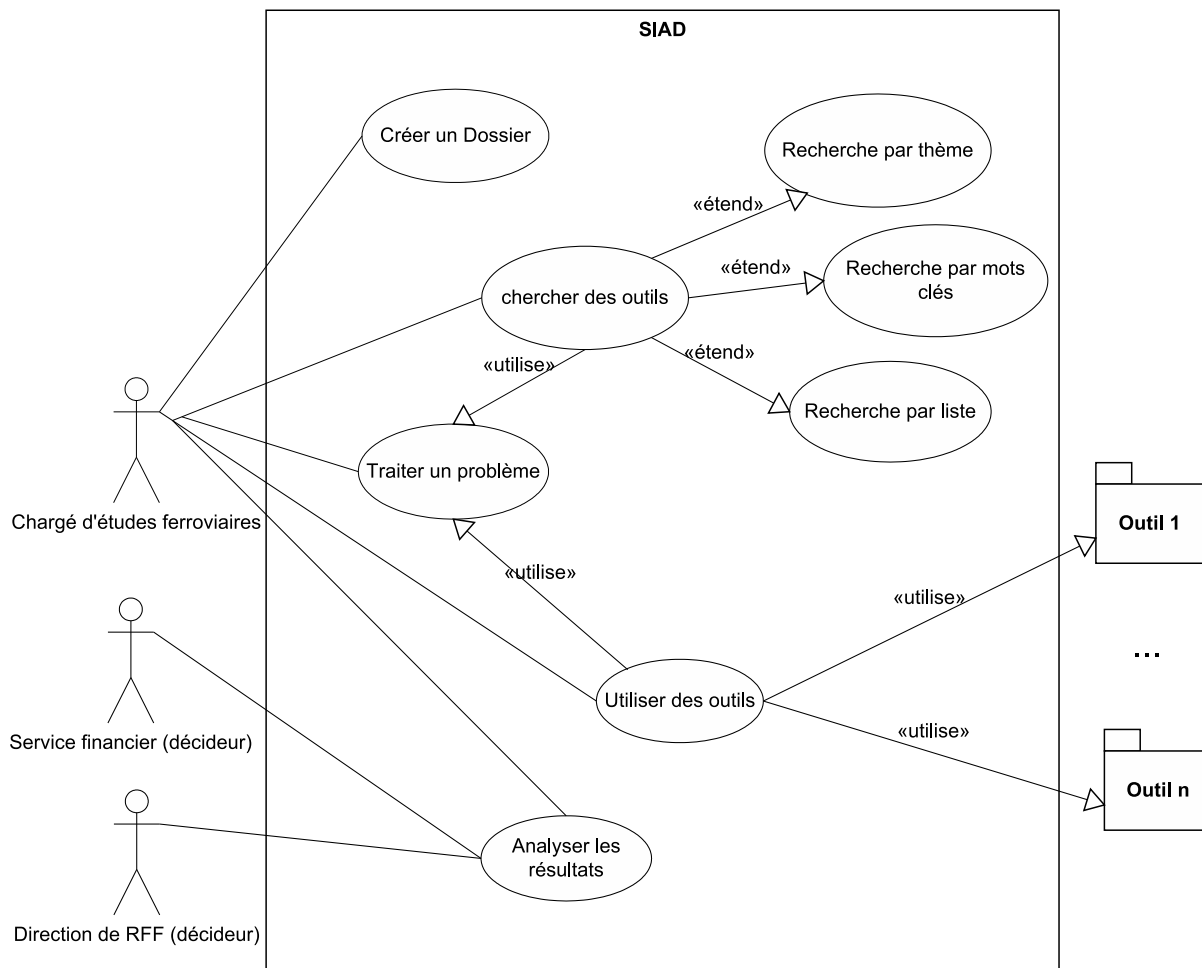 SIAD
Créer un Dossier
Recherche par thème
«étend»
«étend»
Recherche par mots
clés
chercher des outils
«étend»
«utilise»
Recherche par liste
Traiter un problème
Chargé d'études ferroviaires
Outil 1
«utilise»
«utilise»
...
Utiliser des outils
«utilise»
Service financier (décideur)
Outil n
Analyser les
résultats
Direction de RFF (décideur)